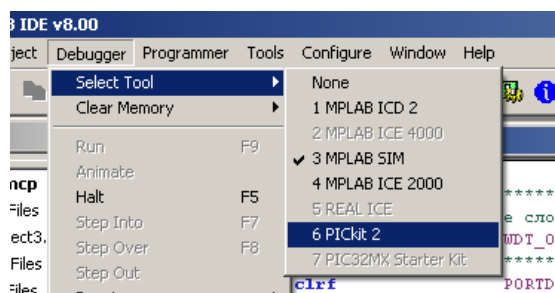 B IDE v8.00
ject Debugger Programmer Tools Configure Window Help
Select Tool
Clear Memory
Run F9
Animate
Halt F5
Step Into F7
Step Over F8
Step Out
None
1 MPLAB ICD 2
2 MPLAB ICE 4000
3 MPLAB SIM
4 MPLAB ICE 2000
5 REAL ICE
6 PICkit 2
7 PIC32MX Starter Kit
mcp
Files
ect3.
Files
Files
*****
е сло
WDT_O
*****
clrf PORTD